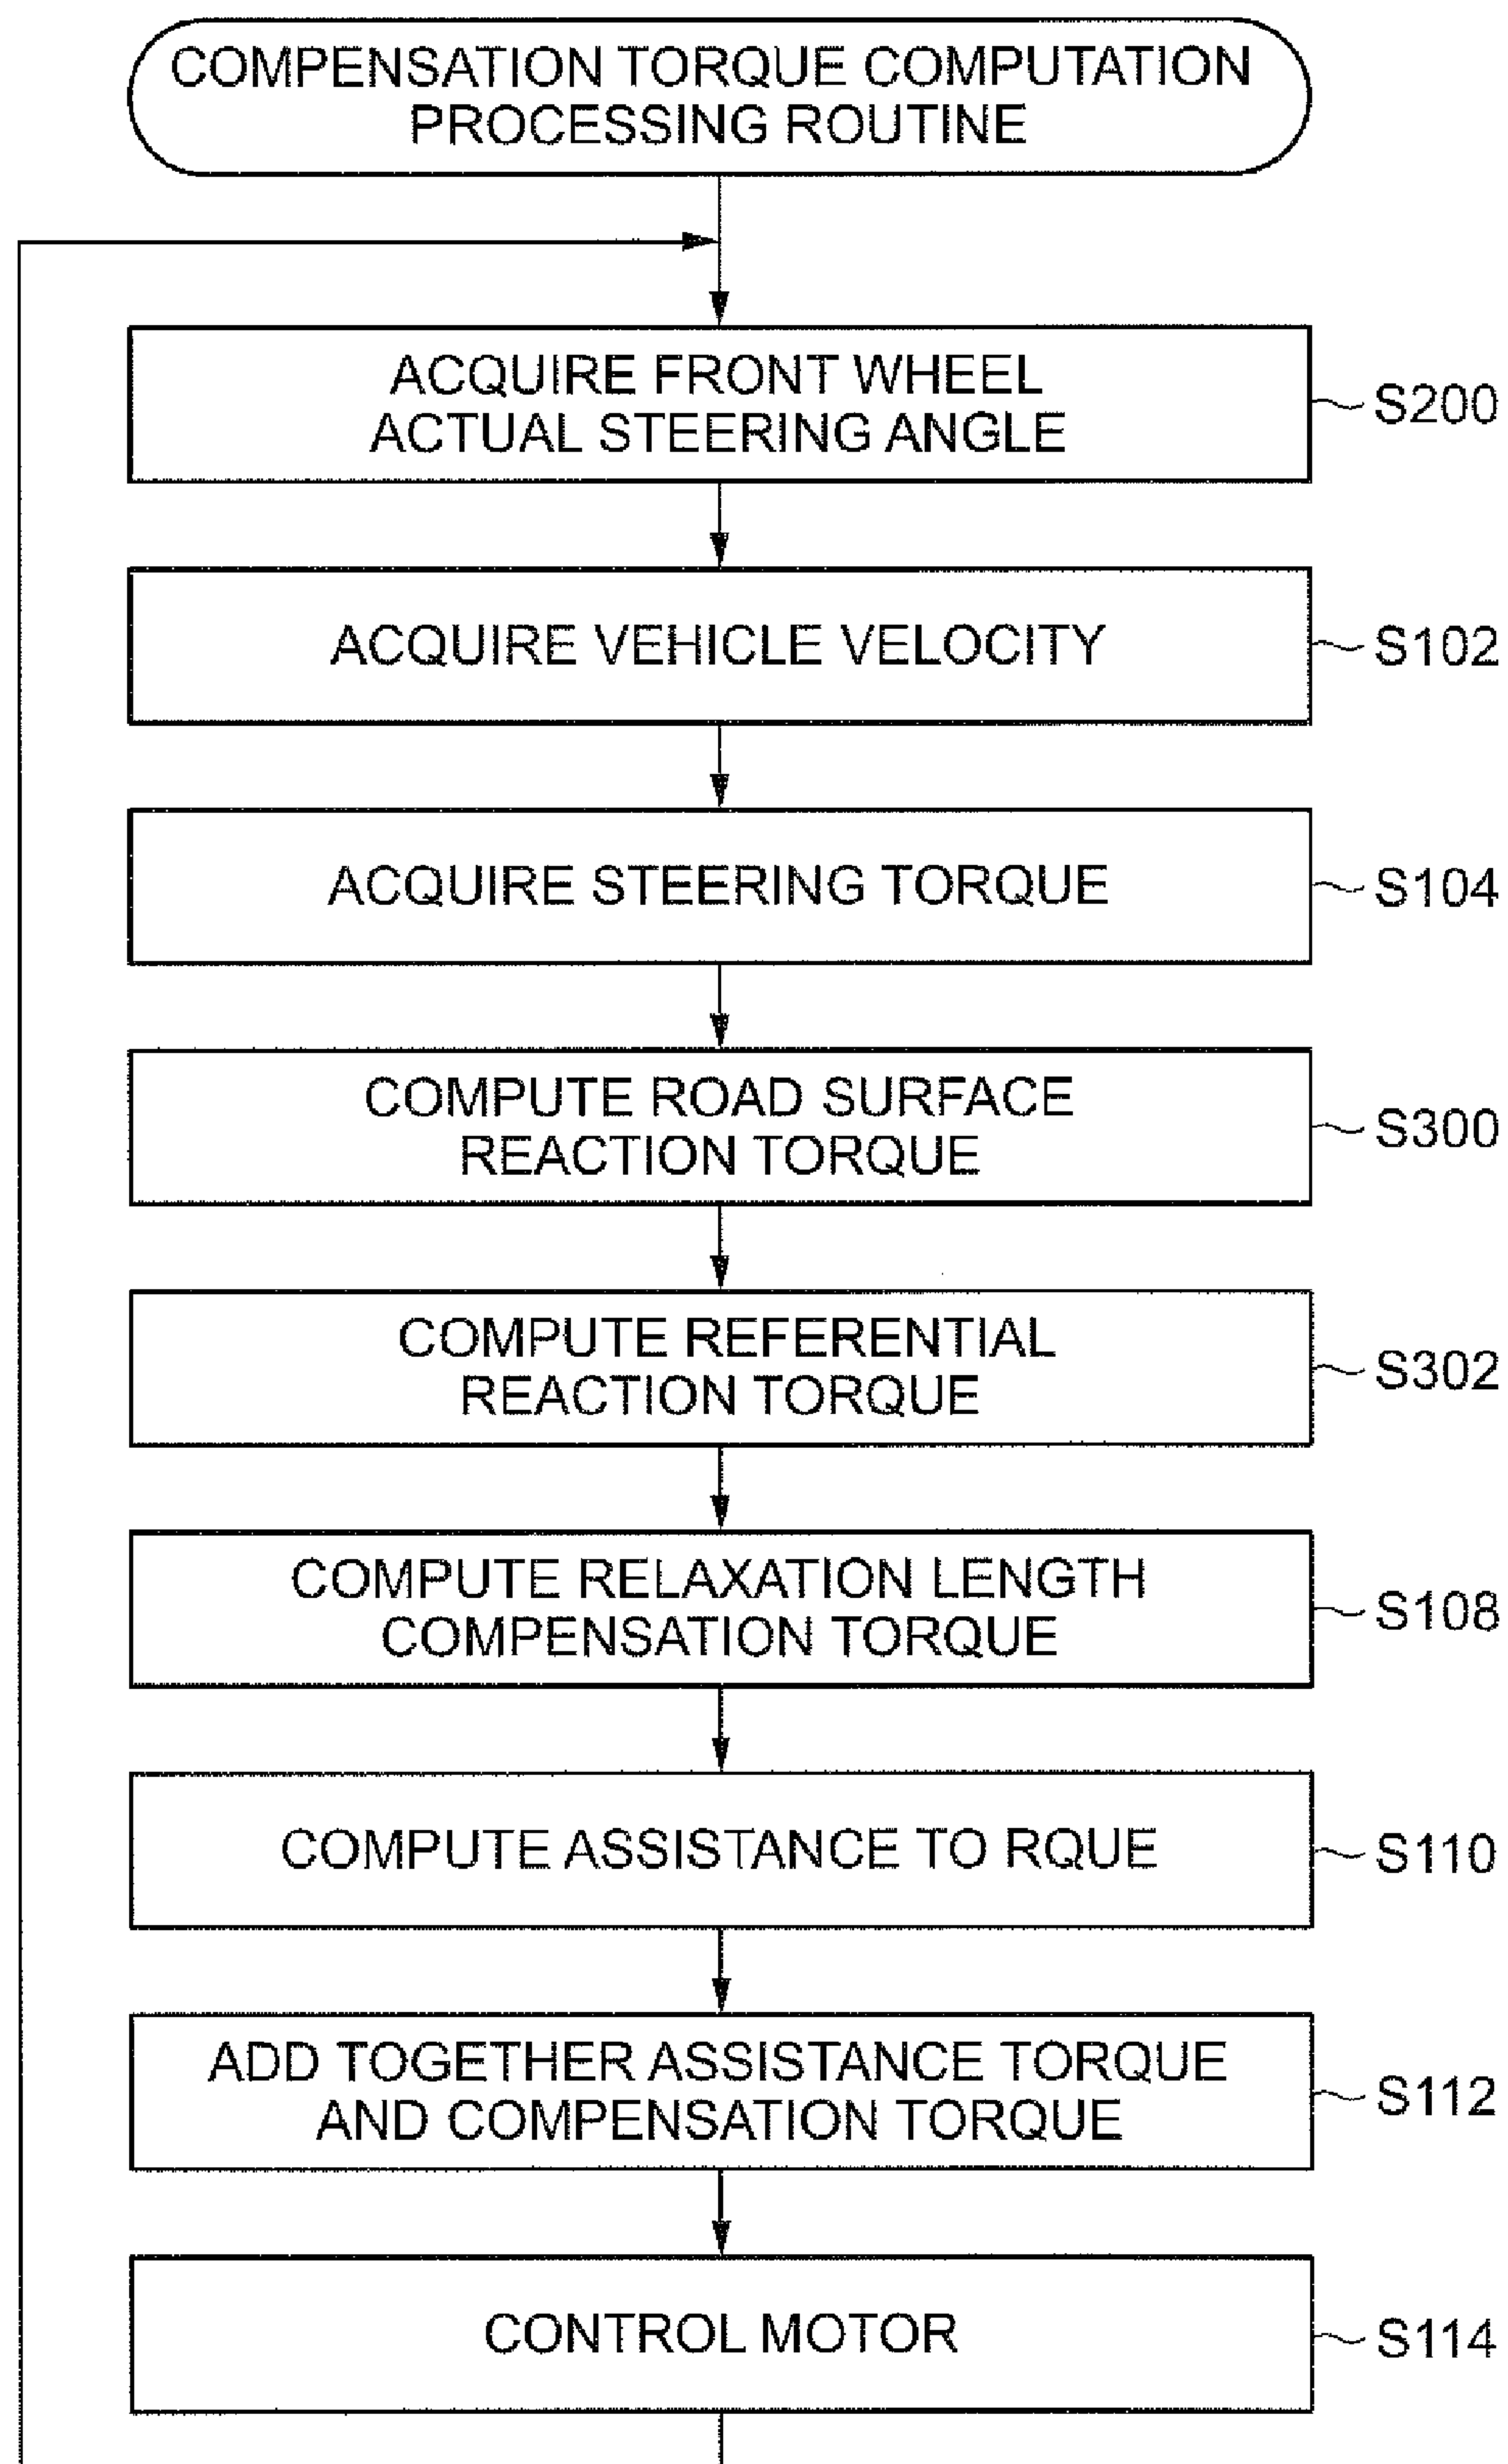 COMPENSATION TORQUE COMPUTATION
PROCESSING ROUTINE
ACQUIRE FRONT WHEEL
ACTUAL STEERING ANGLE
S200
ACQUIRE VEHICLE VELOCITY
S102
ACQUIRE STEERING TORQUE
S104
COMPUTE ROAD SURFACE
REACTION TORQUE
S300
COMPUTE REFERENTIAL
REACTION TORQUE
S302
COMPUTE RELAXATION LENGTH
COMPENSATION TORQUE
S108
COMPUTE ASSISTANCE TO RQUE
S110
ADD TOGETHER ASSISTANCE TORQUE
AND COMPENSATION TORQUE
S112
CONTROL MOTOR
S114